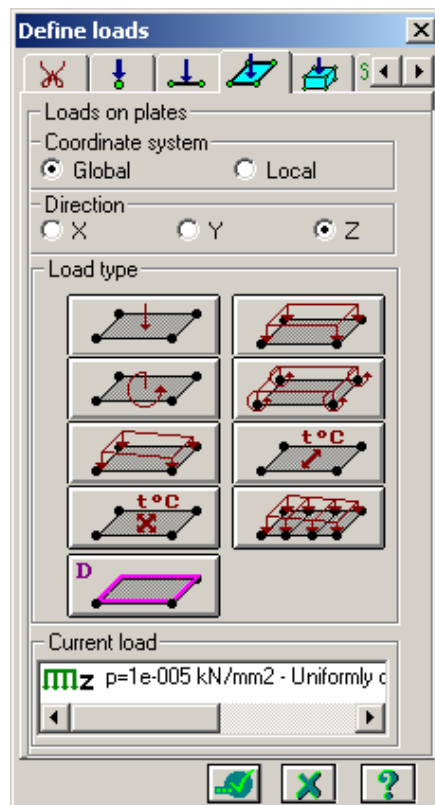 Define loads
S
Loads on plates
Coordinate system
Global Local
Direction
X Y Z
Load type
t°C
t°C
D
Current load
z p=1e-005 kN/mm2 - Uniformly